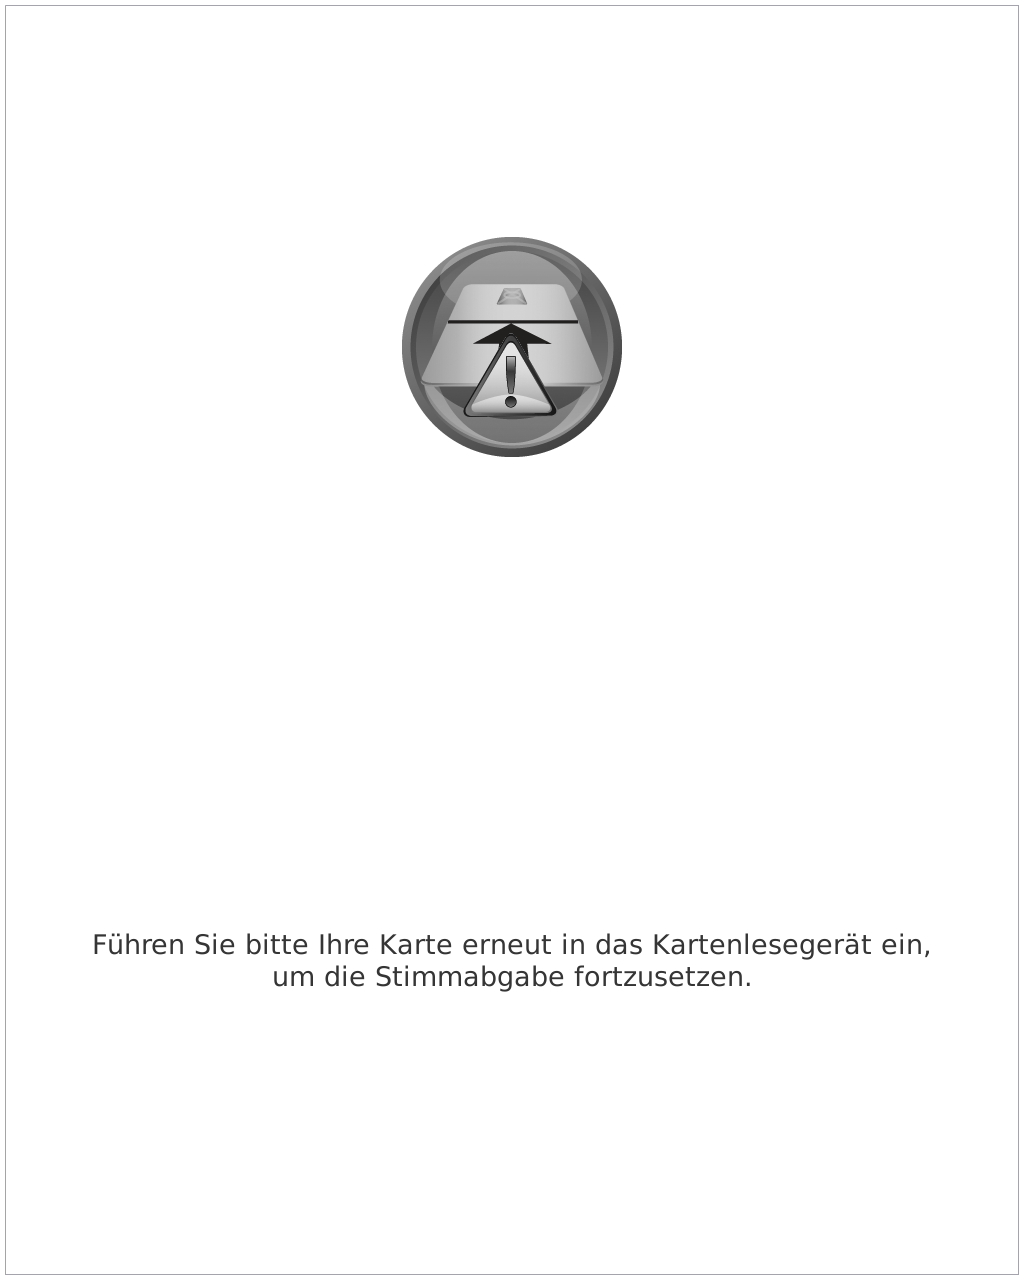 Führen Sie bitte Ihre Karte erneut in das Kartenlesegerät ein,
um die Stimmabgabe fortzusetzen.